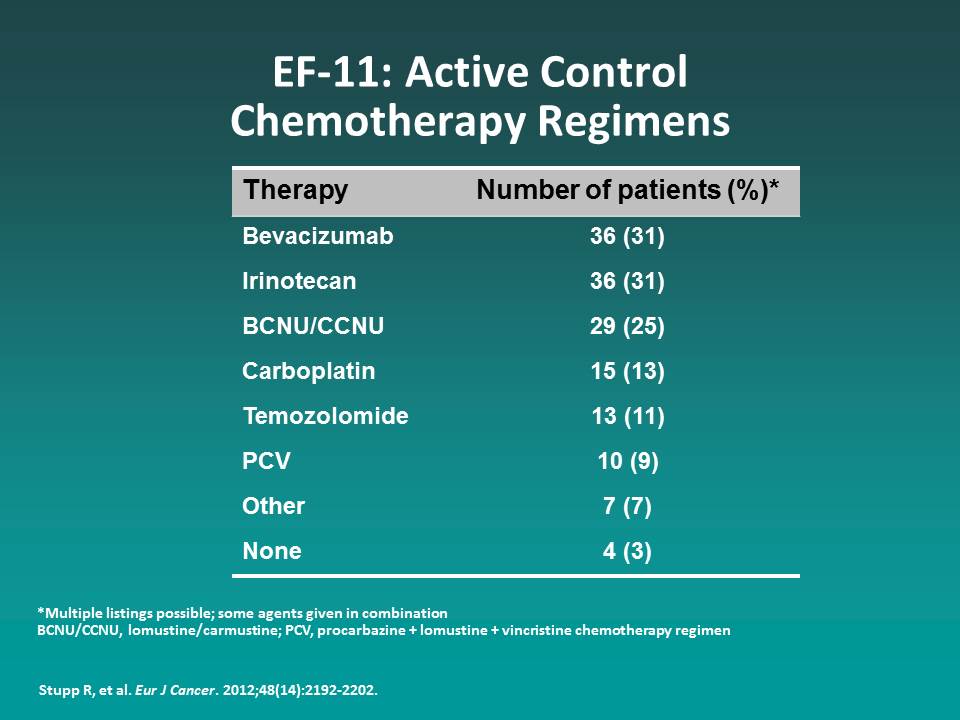 EF-11: Active Control
Chemotherapy Regimens
Therapy Number of patients (%)*
Bevacizumab 36 (31)
Irinotecan 36 (31)
BCNU/CCNU 29 (25)
Carboplatin 15 (13)
Temozolomide 13 (11)
PCV 10 (9)
Other 7 (7)
None 4 (3)
*Multiple listings possible; some agents given in combination
BCNU/CCNU, lomustine/carmustine; PCV, procarbazine + lomustine + vincristine chemotherapy regimen
Stupp R, et al. Eur J Cancer. 2012;48(14):2192-2202.